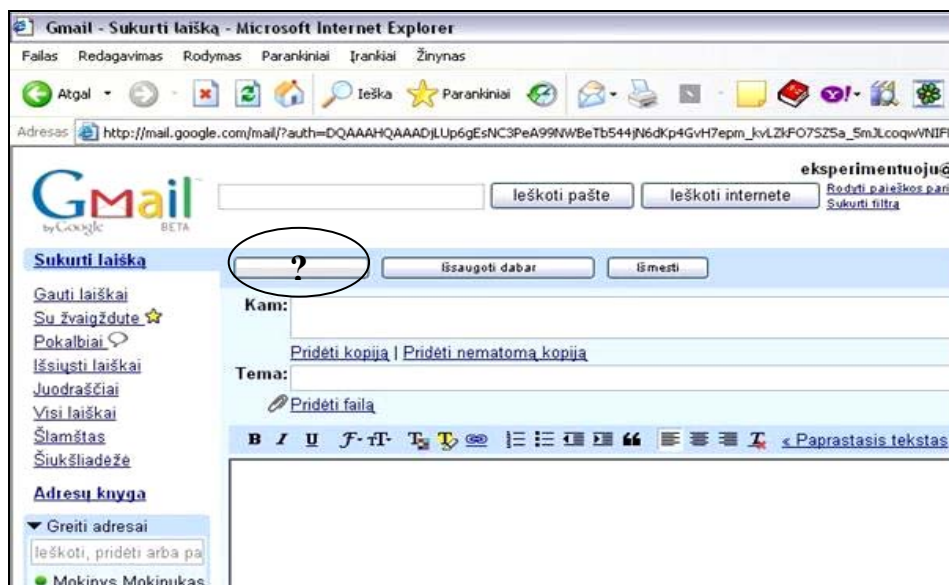 Gmail - Sukurti laišką - Microsoft Internet Explorer
Failas Redagavimas Rodymas Parankiniai Įrankiai Žinynas
Atgal Ieška Parankiniai
Adresas http://mail.google.com/mail/?auth=
eksperimentuoju@
Gmail by Google BETA
Ieškoti pašte Ieškoti internete
Rodyti paieškos pari
Sukurti filtrą
Sukurti laišką
? Išsaugoti dabar Išmesti
Gauti laiškai
Su žvaigždute
Pokalbiai
Išsiųsti laiškai
Juodraščiai
Visi laiškai
Šlamštas
Šiukšliadėžė
Adresų knyga
Greiti adresai
Ieškoti, pridėti arba pa
Mokinys Mokinukas
Kam:
Pridėti kopiją | Pridėti nematomą kopiją
Tema:
Pridėti failą
B I U « Paprastasis tekstas